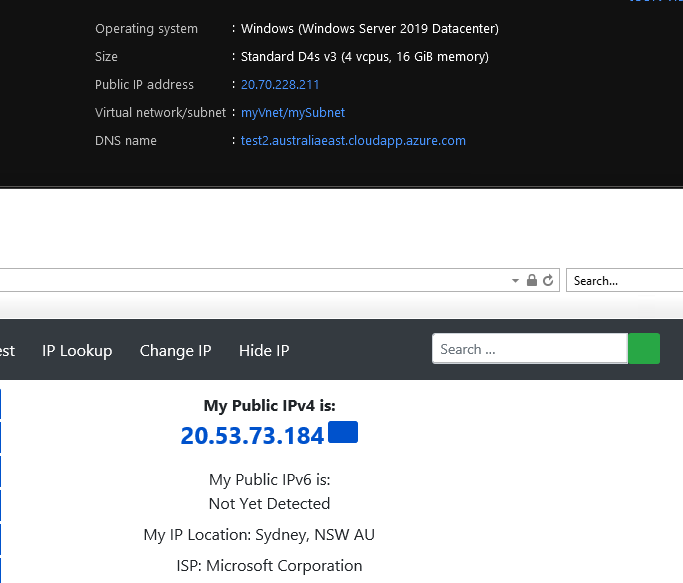 Operating system : Windows (Windows Server 2019 Datacenter)
Size : Standard D4s v3 (4 vcpus, 16 GiB memory)
Public IP address : 20.70.228.211
Virtual network/subnet : myVnet/mySubnet
DNS name : test2.australiaeast.cloudapp.azure.com
Search...
est IP Lookup Change IP Hide IP Search ...
My Public IPv4 is:
20.53.73.184
My Public IPv6 is:
Not Yet Detected
My IP Location: Sydney, NSW AU
ISP: Microsoft Corporation